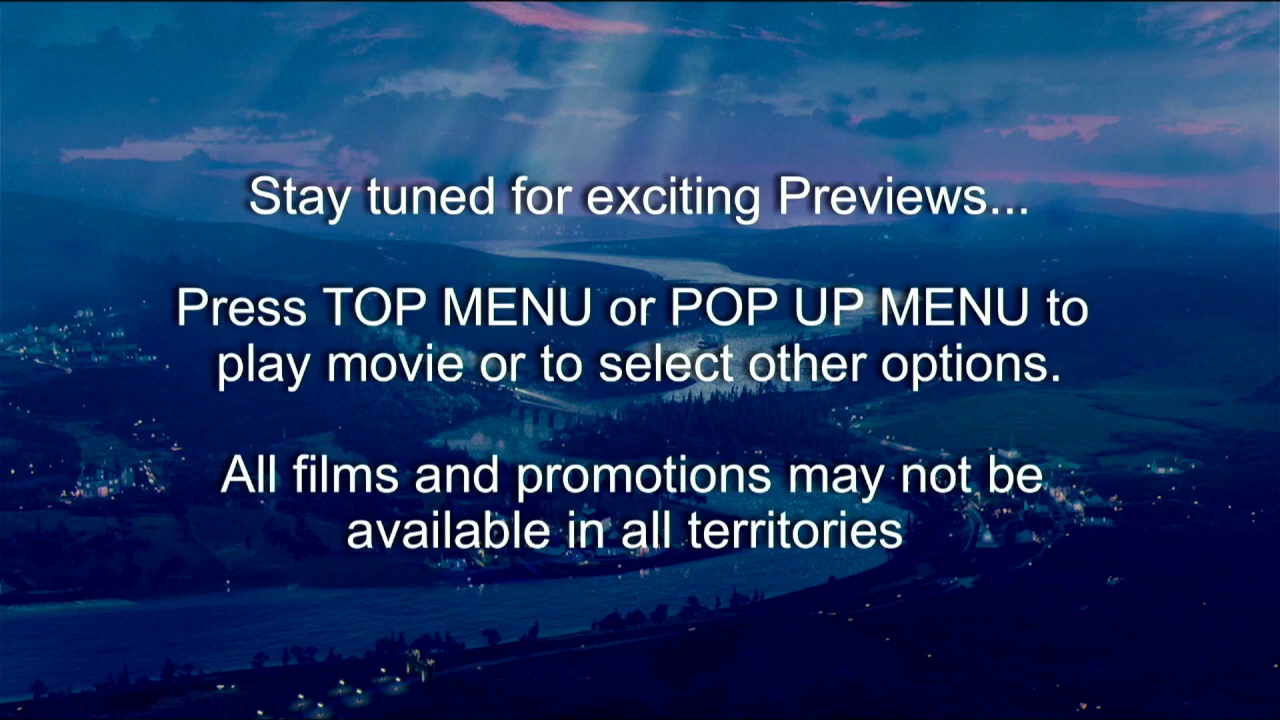 Stay tuned for exciting Previews...
Press TOP MENU or POP UP MENU to
play movie or to select other options.
All films and promotions may not be
available in all territories